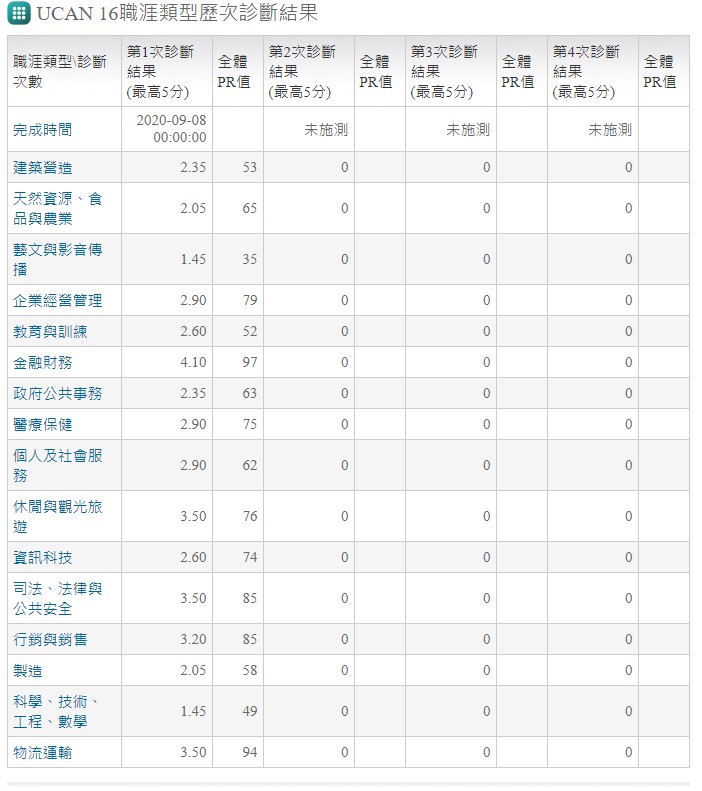 UCAN 16職涯類型歷次診斷結果
職涯類型\診斷次數 第1次診斷結果(最高5分) 全體PR值 第2次診斷結果(最高5分) 全體PR值 第3次診斷結果(最高5分) 全體PR值 第4次診斷結果(最高5分) 全體PR值
完成時間 2020-09-08 00:00:00 未施測 未施測 未施測
建築營造 2.35 53 0 0 0
天然資源、食品與農業 2.05 65 0 0 0
藝文與影音傳播 1.45 35 0 0 0
企業經營管理 2.90 79 0 0 0
教育與訓練 2.60 52 0 0 0
金融財務 4.10 97 0 0 0
政府公共事務 2.35 63 0 0 0
醫療保健 2.90 75 0 0 0
個人及社會服務 2.90 62 0 0 0
休閒與觀光旅遊 3.50 76 0 0 0
資訊科技 2.60 74 0 0 0
司法、法律與公共安全 3.50 85 0 0 0
行銷與銷售 3.20 85 0 0 0
製造 2.05 58 0 0 0
科學、技術、工程、數學 1.45 49 0 0 0
物流運輸 3.50 94 0 0 0